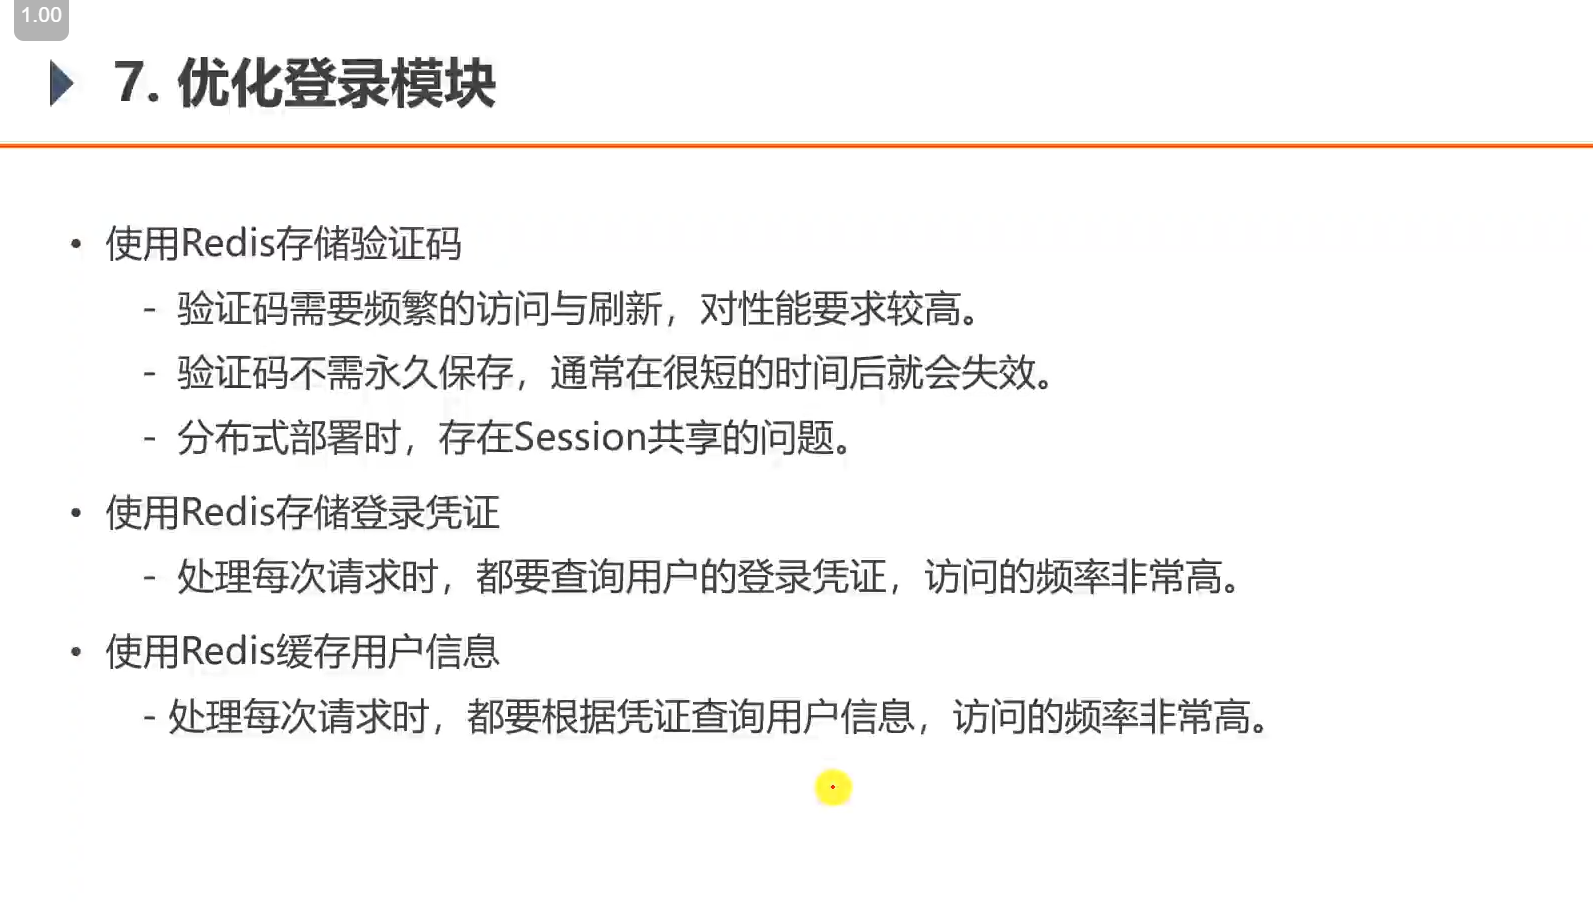 1.00
7. 优化登录模块
• 使用Redis存储验证码
- 验证码需要频繁的访问与刷新，对性能要求较高。
- 验证码不需永久保存，通常在很短的时间后就会失效。
- 分布式部署时，存在Session共享的问题。
• 使用Redis存储登录凭证
- 处理每次请求时，都要查询用户的登录凭证，访问的频率非常高。
• 使用Redis缓存用户信息
- 处理每次请求时，都要根据凭证查询用户信息，访问的频率非常高。